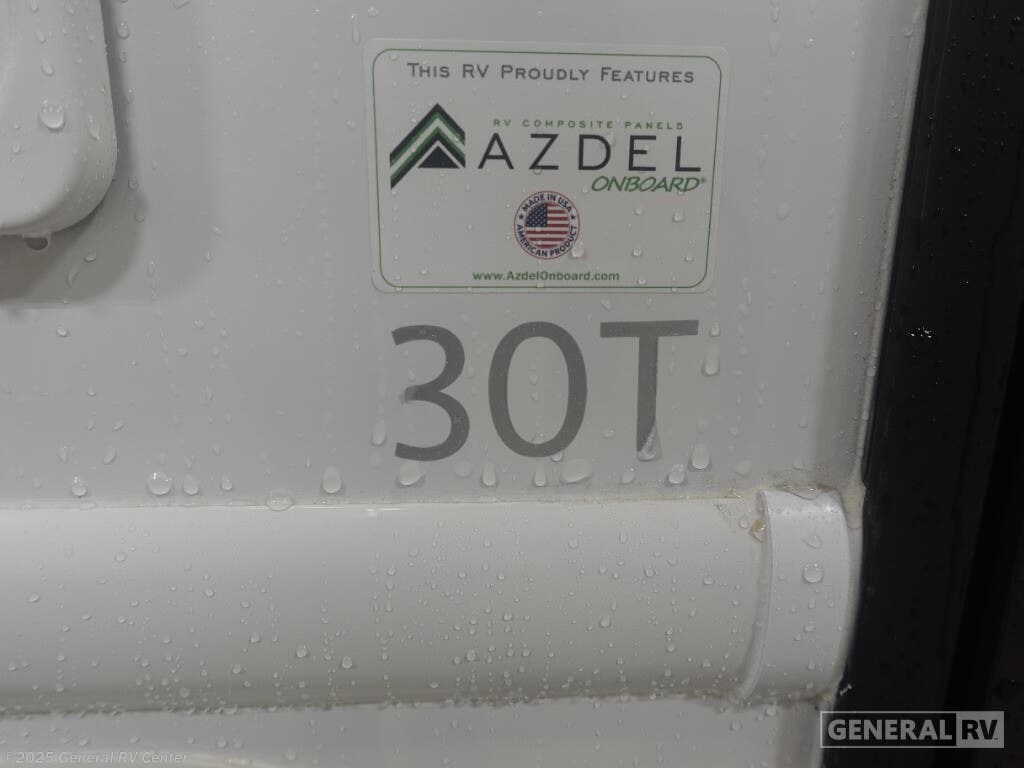 This RV Proudly Features
RV COMPOSITE PANELS
AZDEL
ONBOARD®
MADE IN USA
AMERICAN PRODUCT
www.AzdelOnboard.com
30T
GENERAL RV
©2025 General RV Center